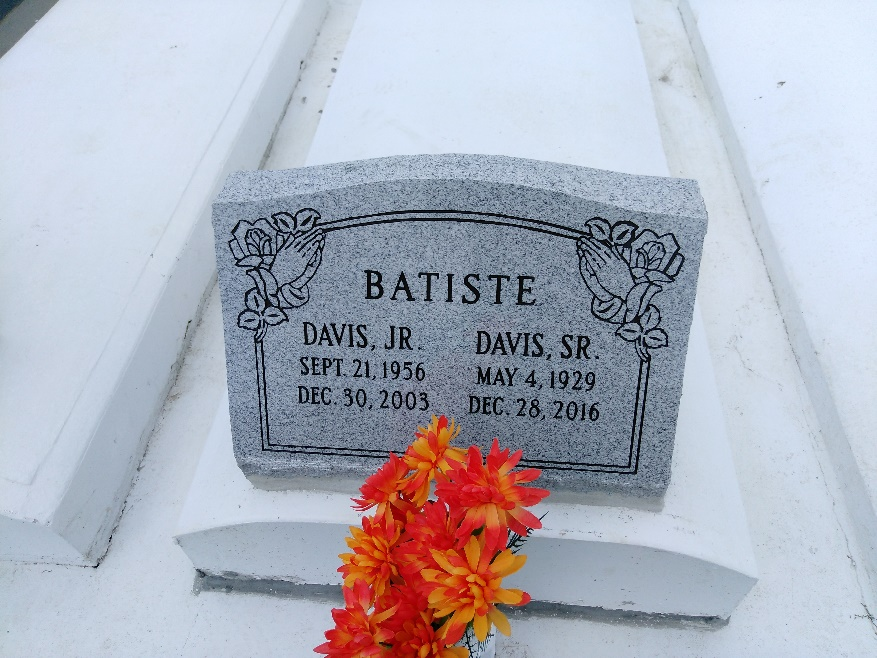 BATISTE
DAVIS, JR.
SEPT. 21, 1956
DEC. 30, 2003
DAVIS, SR.
MAY 4, 1929
DEC. 28, 2016